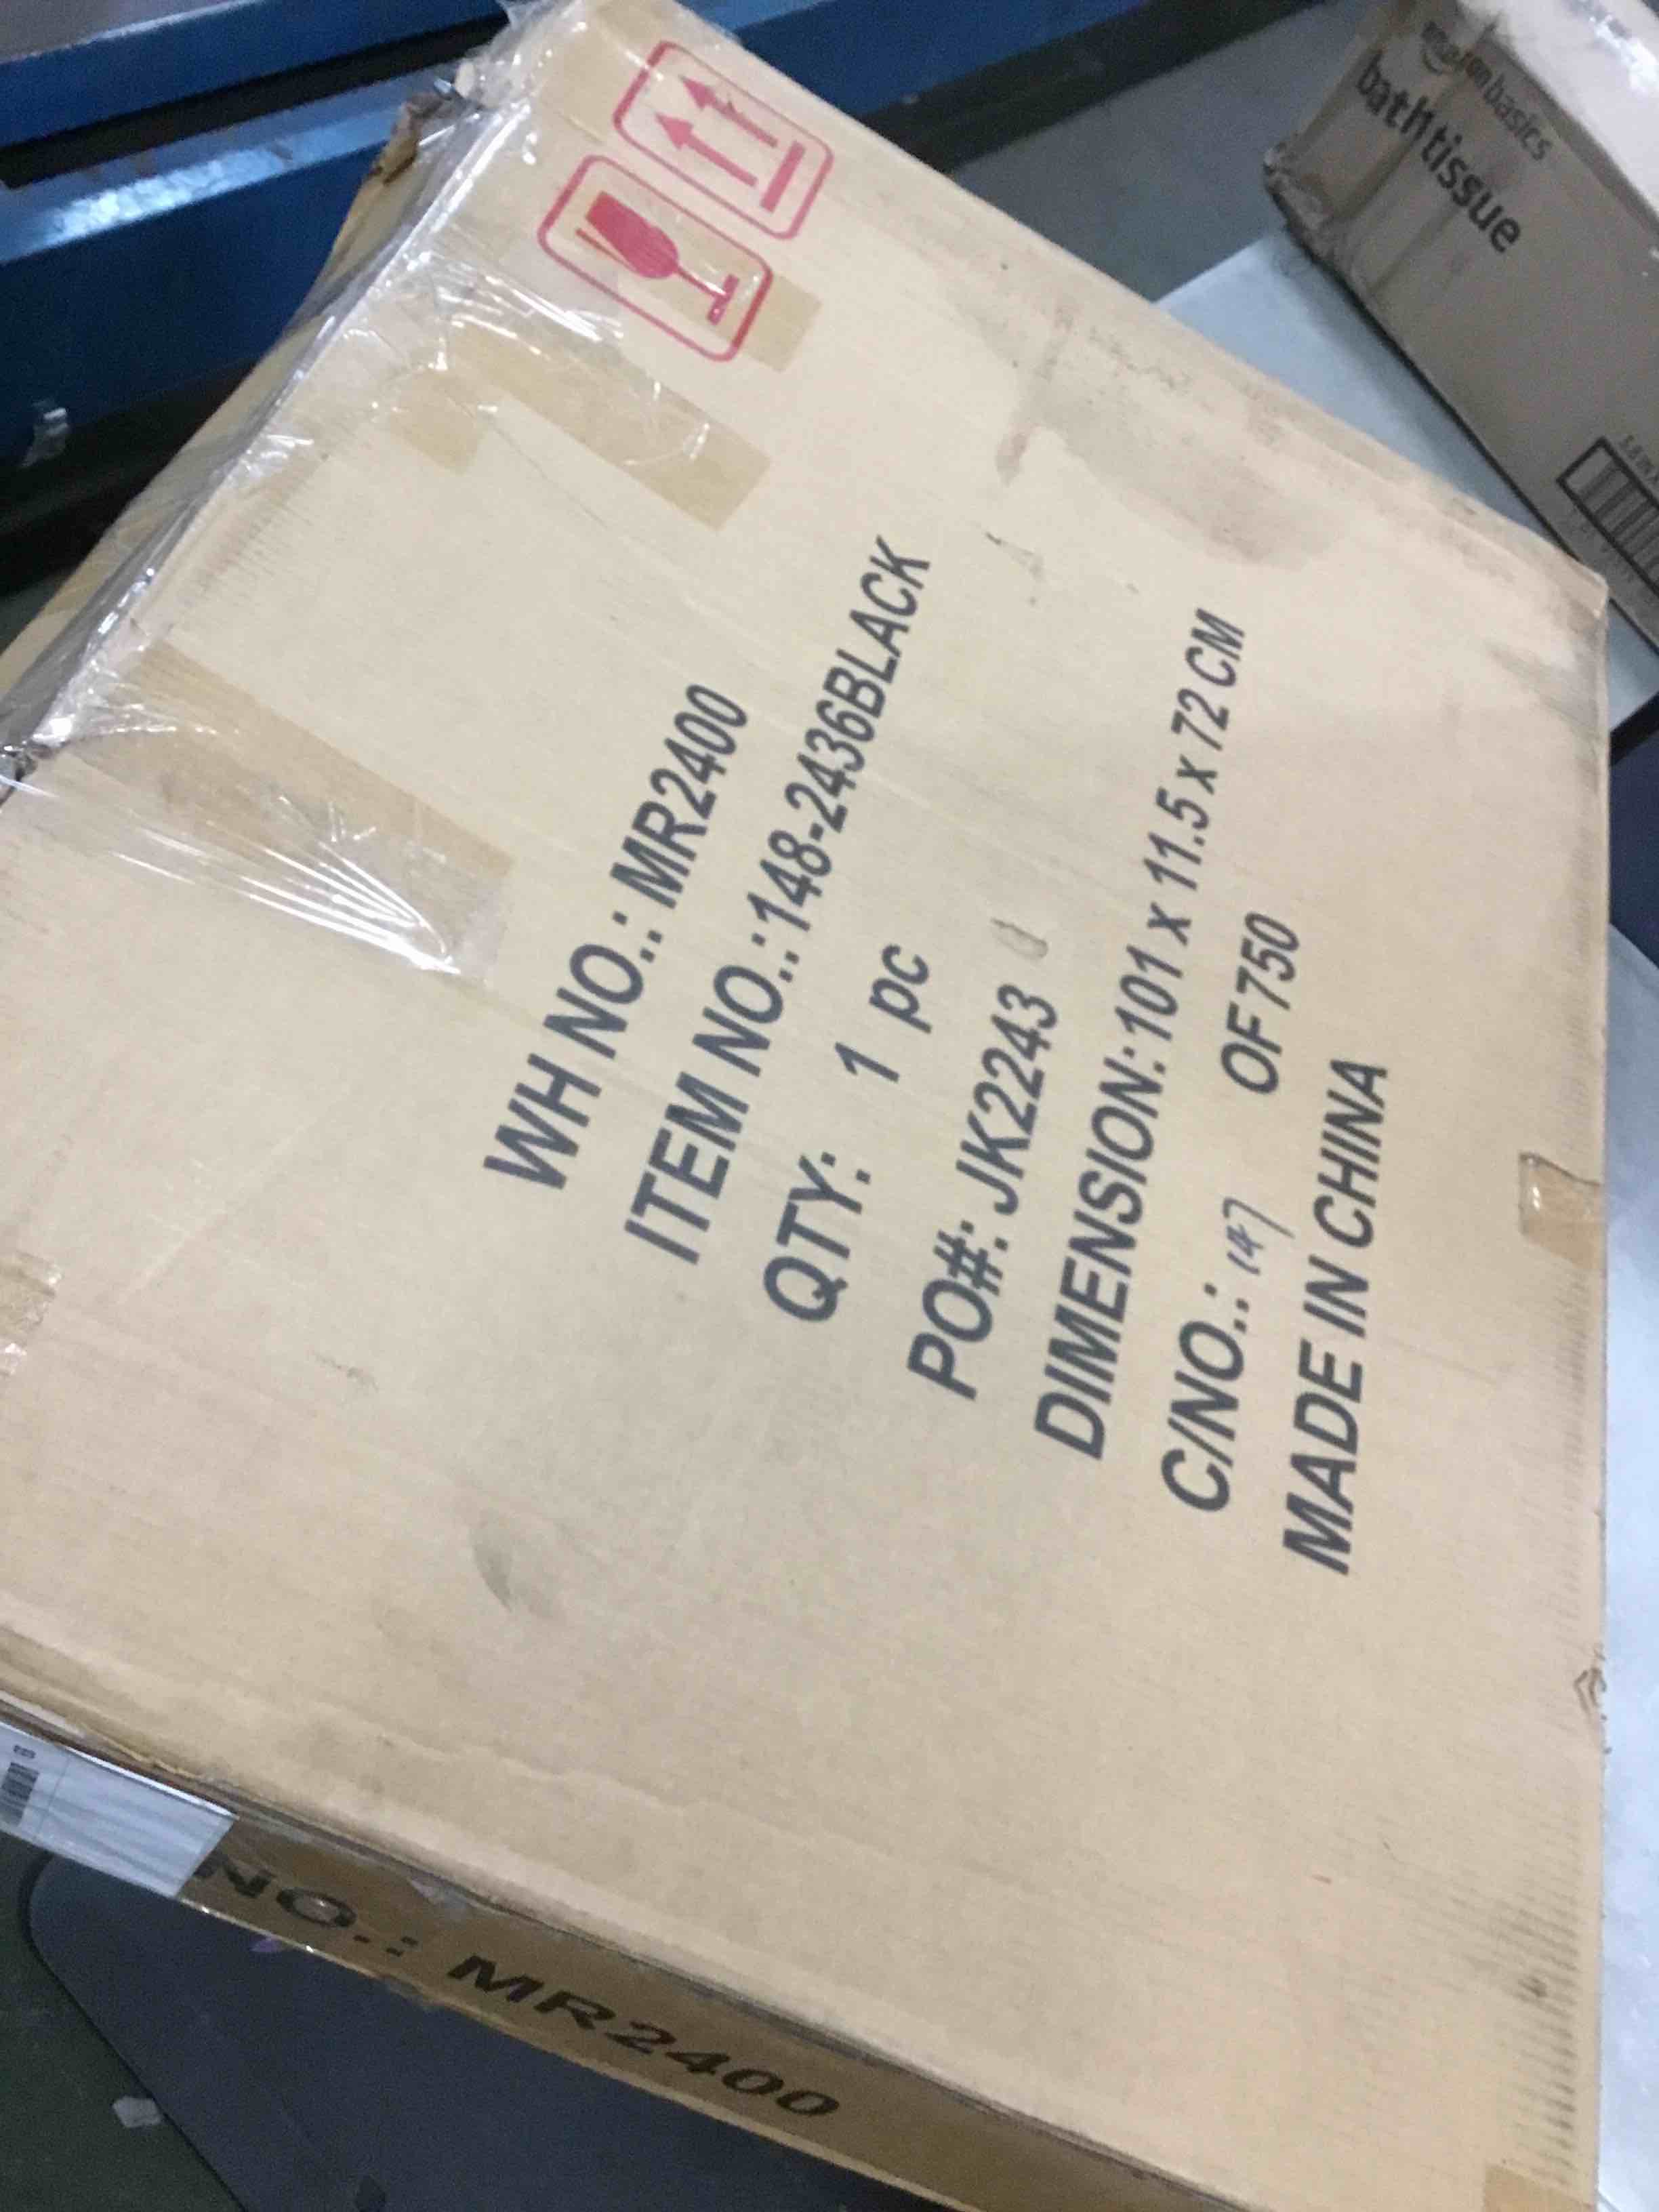 WH NO.: MR2400
ITEM NO.: 148-2436BLACK
QTY: 1 pc
PO#: JK2243
DIMENSION: 101 x 11.5 x 72 CM
C/NO.: 147 OF 750
MADE IN CHINA
NO.: MR2400
amazonbasics
bath tissue